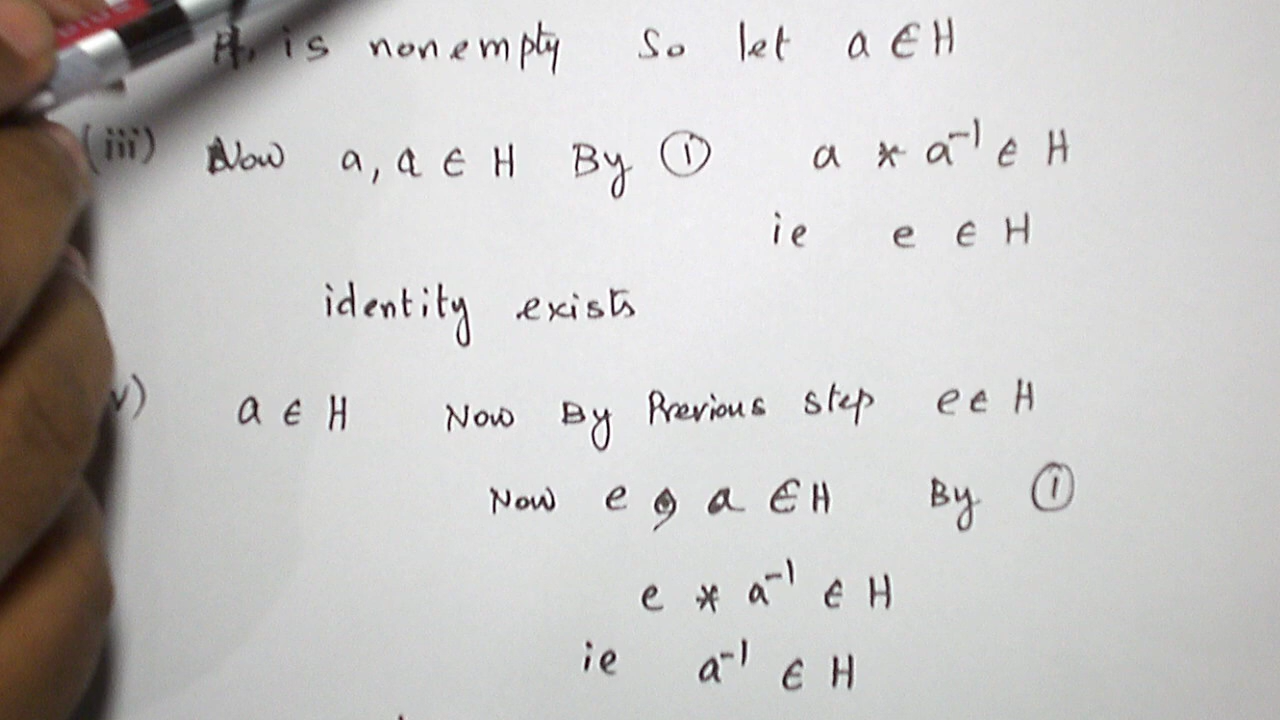 H is nonempty So let a ∈ H
(iii) Now a, a ∈ H By ① a * a⁻¹ ∈ H
ie e ∈ H
identity exists
v) a ∈ H Now By Previous step e ∈ H
Now e , a ∈ H By ①
e * a⁻¹ ∈ H
ie a⁻¹ ∈ H